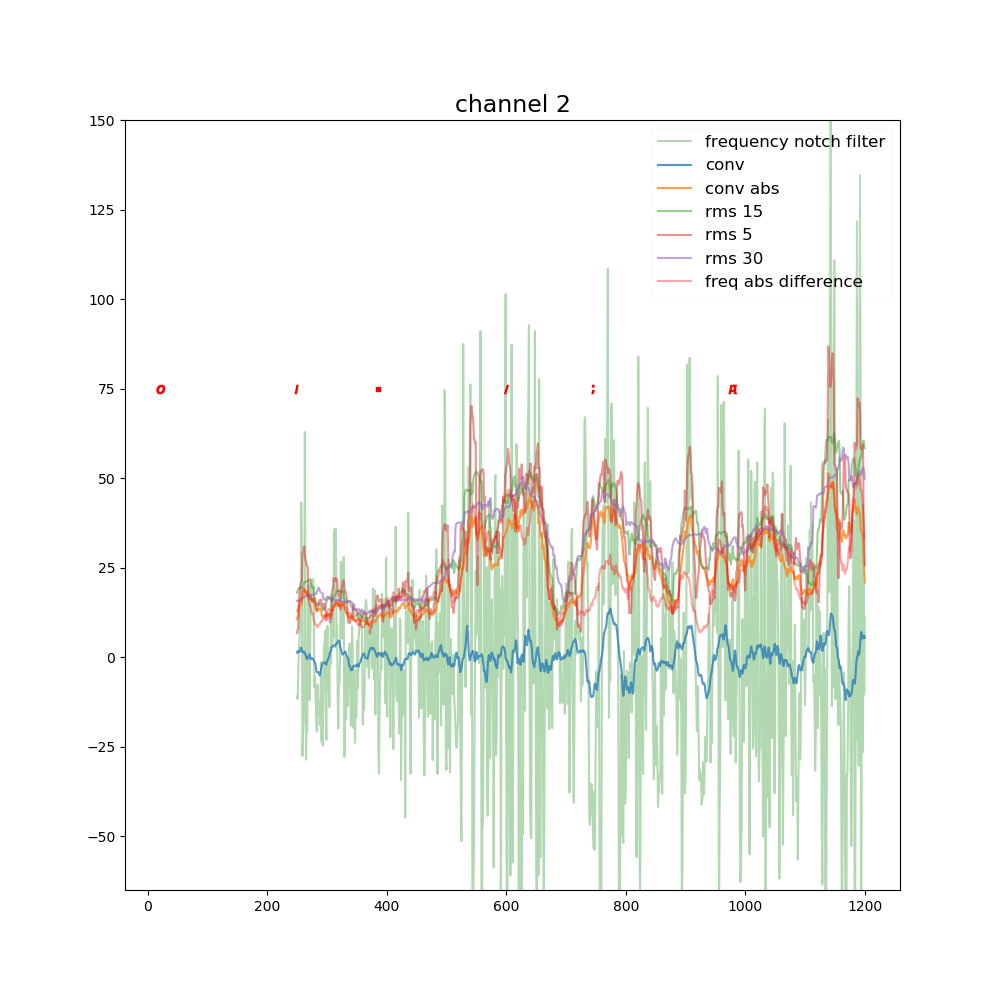 channel 2
150
125
100
75
50
25
0
−25
−50
frequency notch filter
conv
conv abs
rms 15
rms 5
rms 30
freq abs difference
0 200 400 600 800 1000 1200